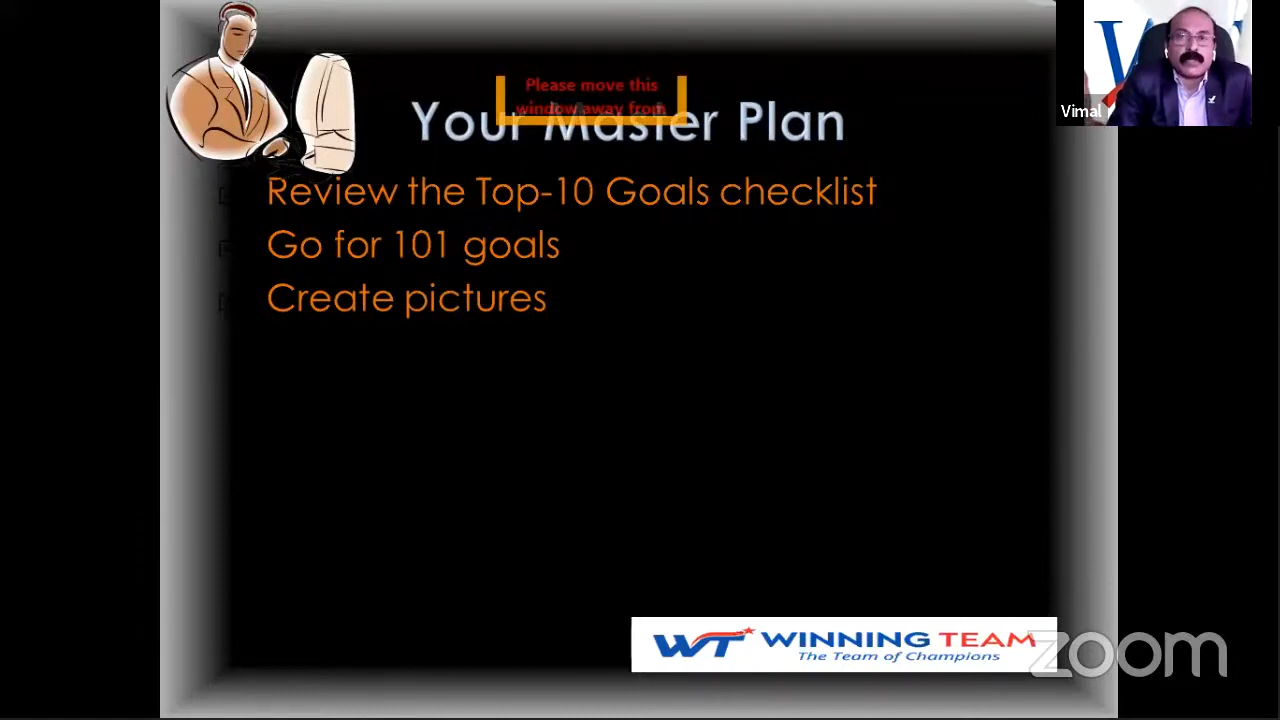 Please move this
window away from
Your Master Plan
Vimal
Review the Top-10 Goals checklist
Go for 101 goals
Create pictures
WT WINNING TEAM
The Team of Champions
zoom